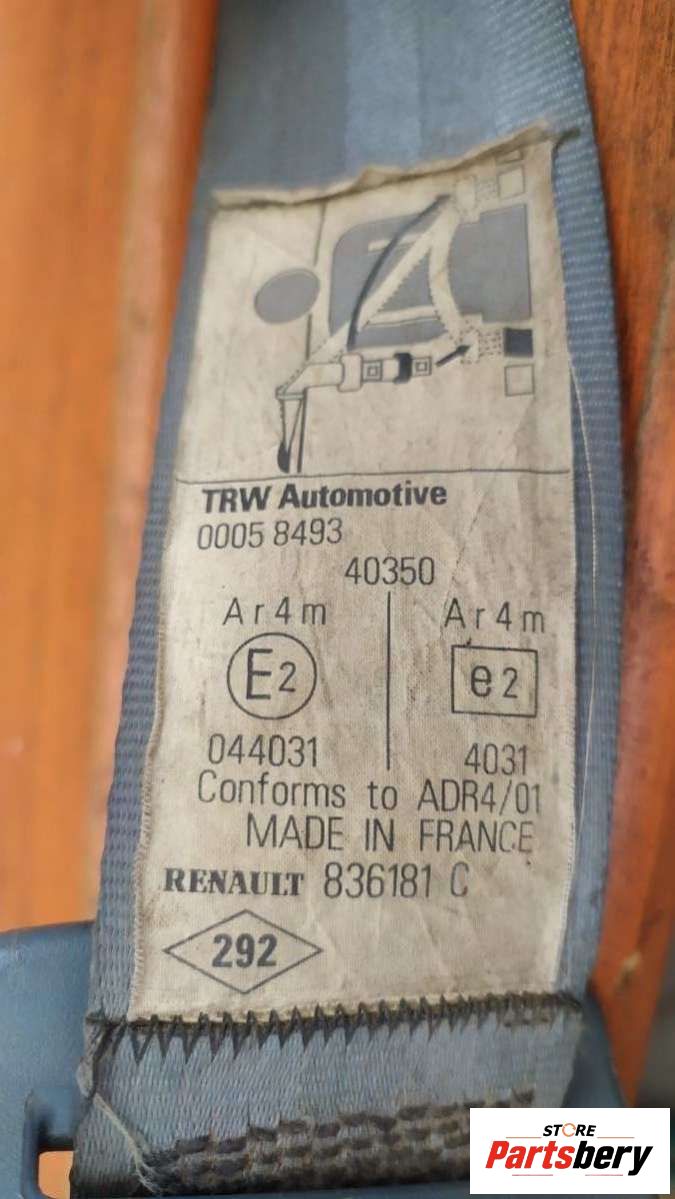 TRW Automotive
0005 8493
40350
Ar4m Ar4m
E2 e2
044031 4031
Conforms to ADR4/01
MADE IN FRANCE
RENAULT 836181 C
292
STORE
Partsbery